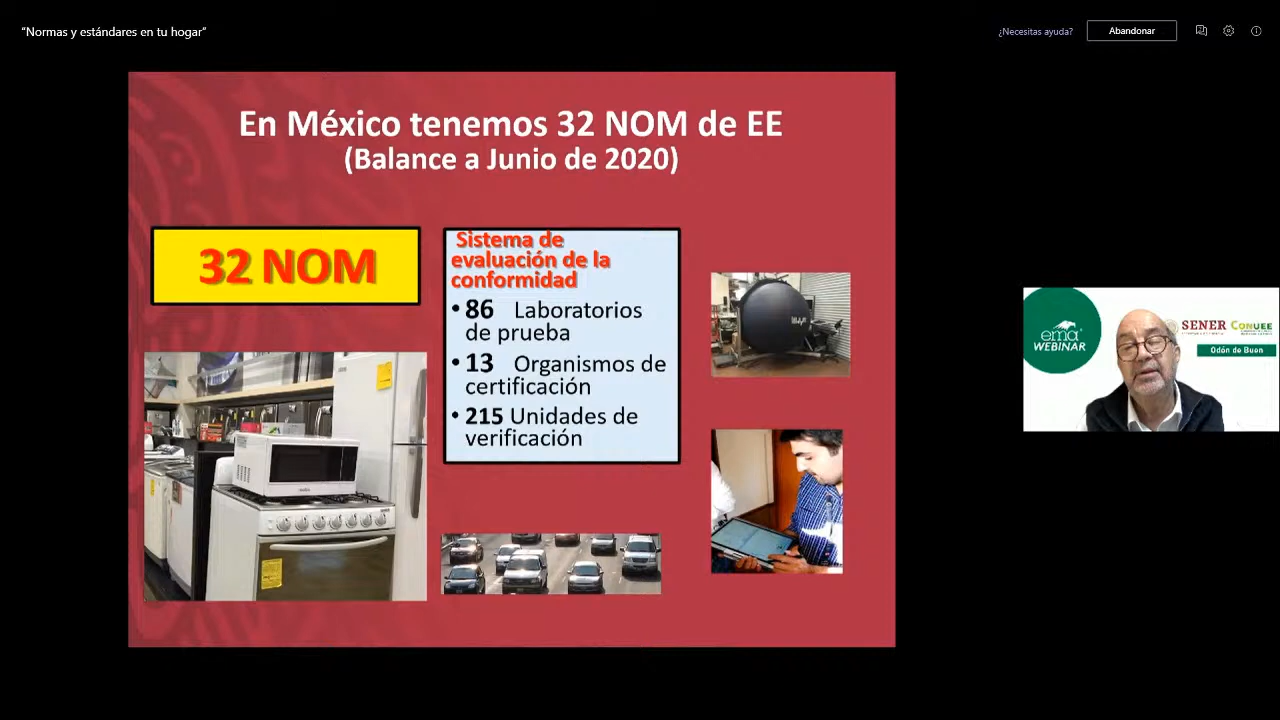 “Normas y estándares en tu hogar”
¿Necesitas ayuda?
Abandonar
En México tenemos 32 NOM de EE
(Balance a Junio de 2020)
32 NOM
Sistema de
evaluación de la
conformidad
• 86 Laboratorios
de prueba
• 13 Organismos de
certificación
• 215 Unidades de
verificación
ema
WEBINAR
SENER
CONUEE
Odón de Buen